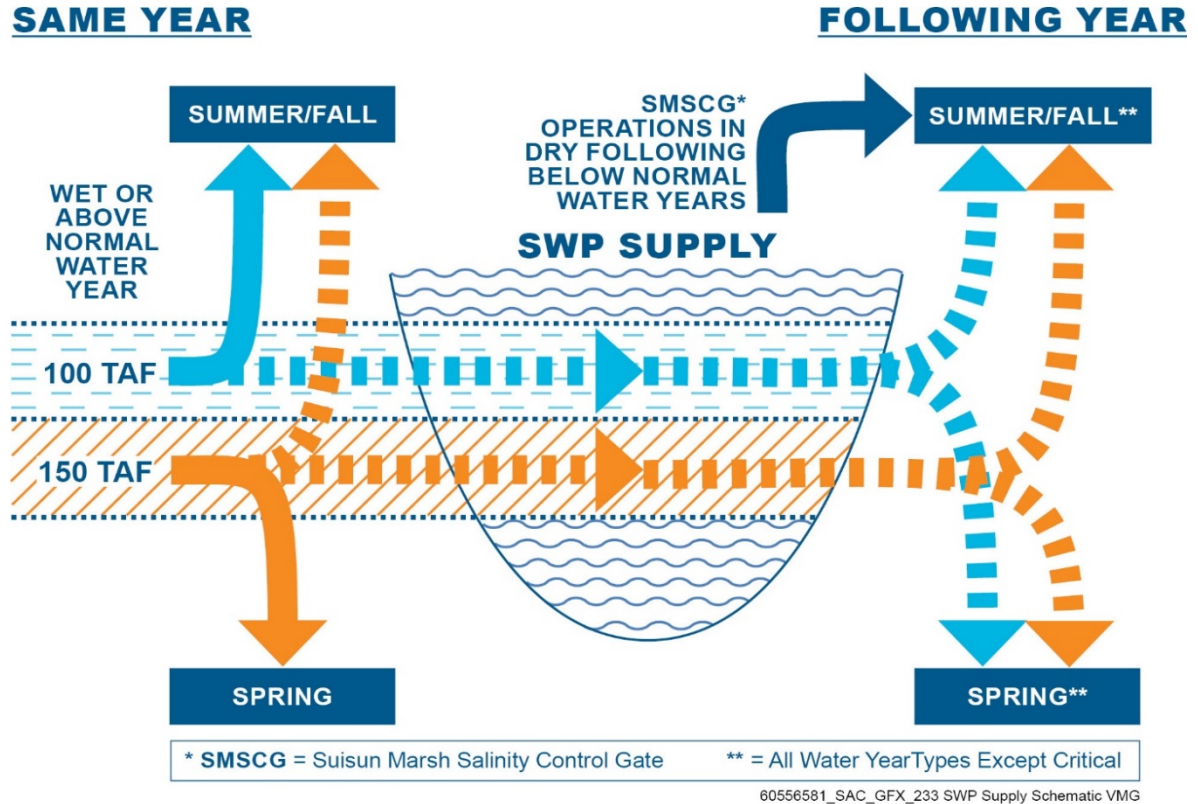 SAME YEAR
FOLLOWING YEAR
SUMMER/FALL
WET OR
ABOVE
NORMAL
WATER
YEAR
SMSCG*
OPERATIONS IN
DRY FOLLOWING
BELOW NORMAL
WATER YEARS
SUMMER/FALL**
SWP SUPPLY
100 TAF
150 TAF
SPRING
SPRING**
* SMSCG = Suisun Marsh Salinity Control Gate
** = All Water YearTypes Except Critical
60556581_SAC_GFX_233 SWP Supply Schematic VMG